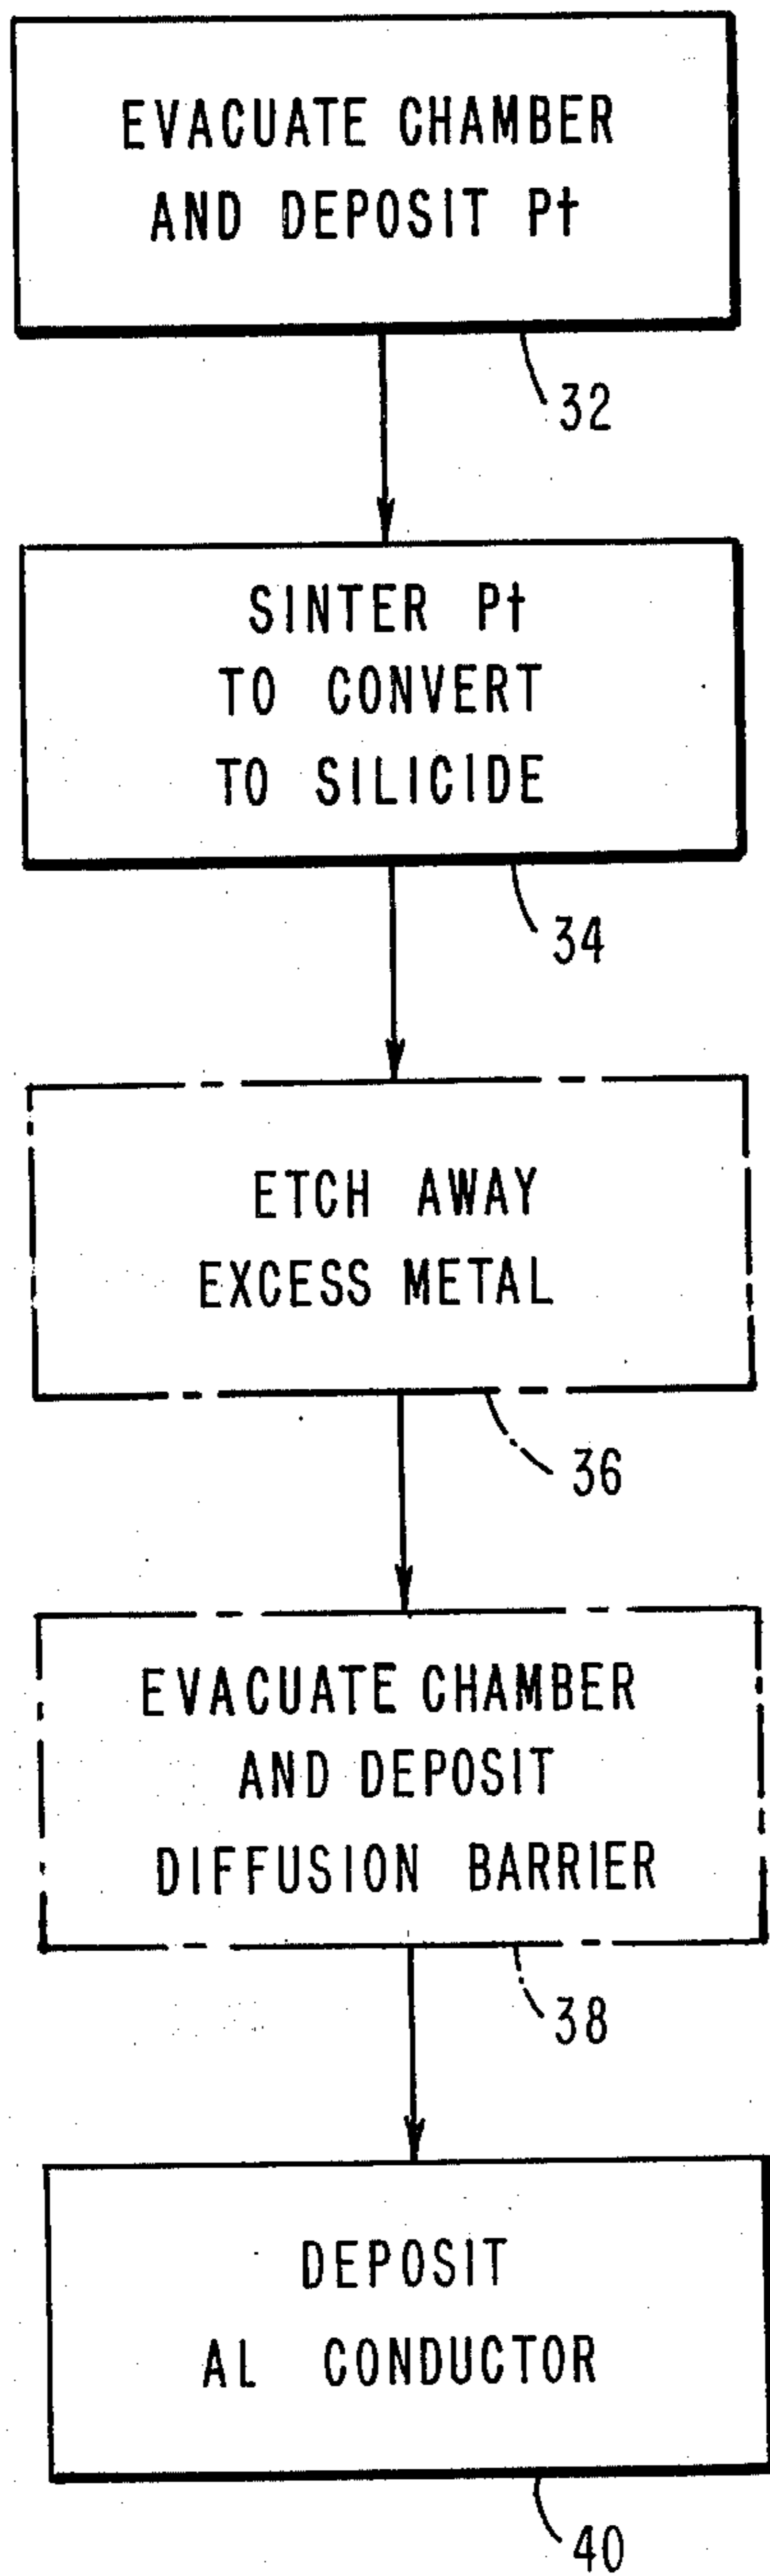 EVACUATE CHAMBER
AND DEPOSIT Pt
32
SINTER Pt
TO CONVERT
TO SILICIDE
34
ETCH AWAY
EXCESS METAL
36
EVACUATE CHAMBER
AND DEPOSIT
DIFFUSION BARRIER
38
DEPOSIT
AL CONDUCTOR
40